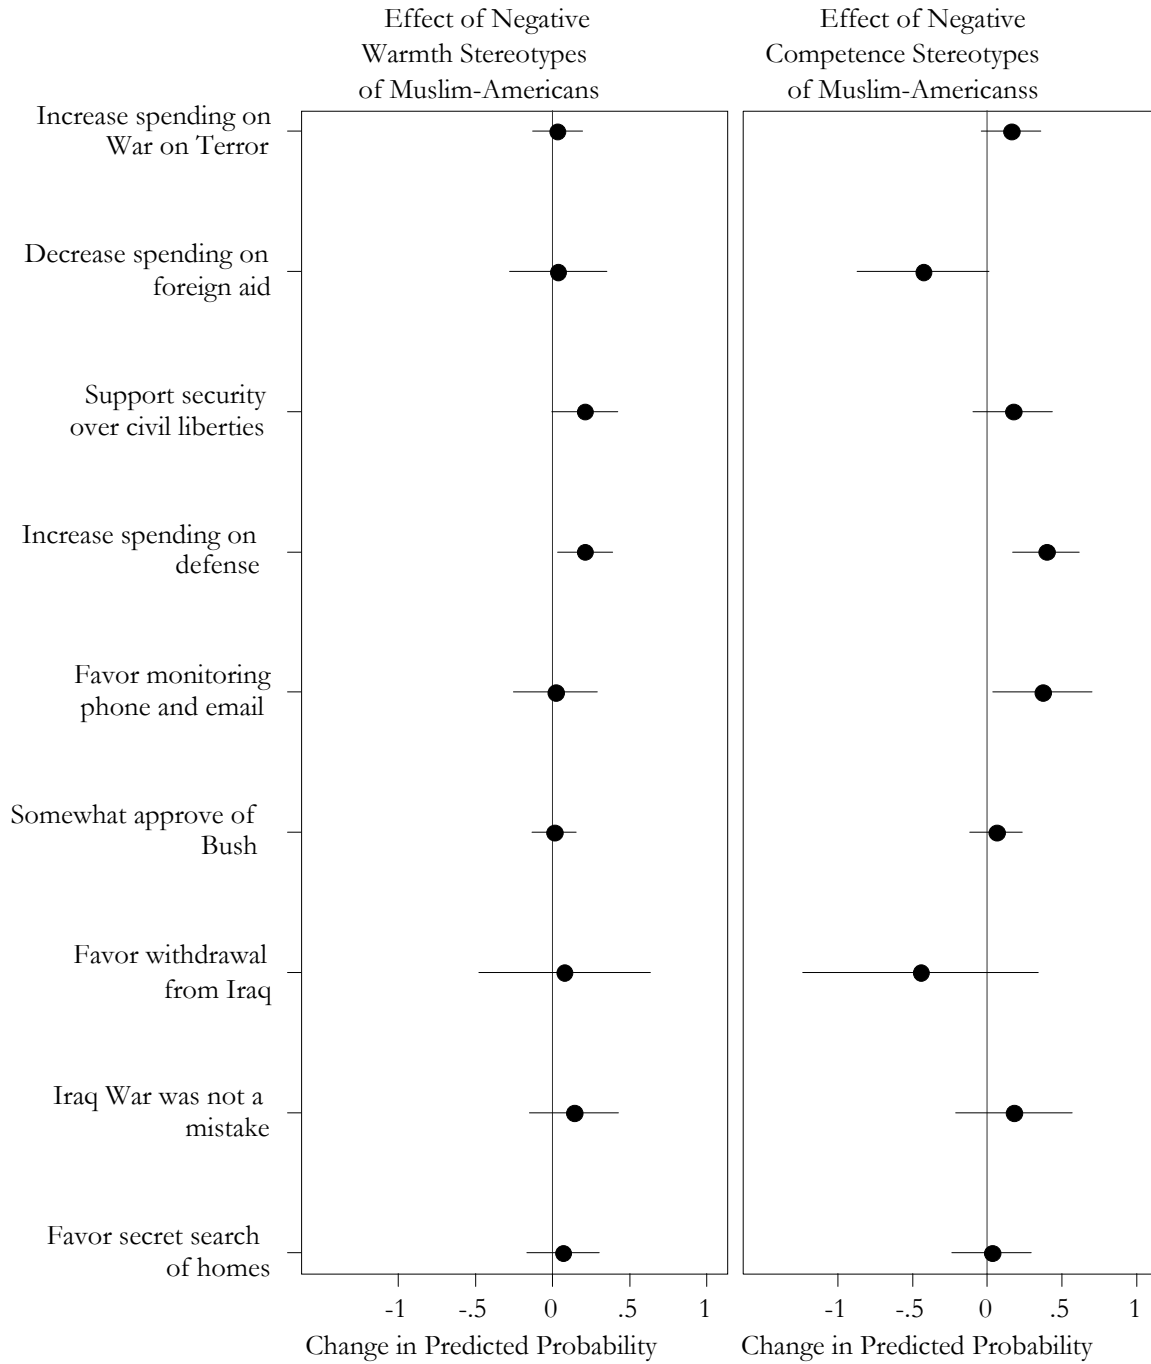 Effect of Negative
Warmth Stereotypes
of Muslim-Americans
Effect of Negative
Competence Stereotypes
of Muslim-Americanss
Increase spending on
War on Terror
Decrease spending on
foreign aid
Support security
over civil liberties
Increase spending on
defense
Favor monitoring
phone and email
Somewhat approve of
Bush
Favor withdrawal
from Iraq
Iraq War was not a
mistake
Favor secret search
of homes
-1 -.5 0 .5 1
Change in Predicted Probability
-1 -.5 0 .5 1
Change in Predicted Probability